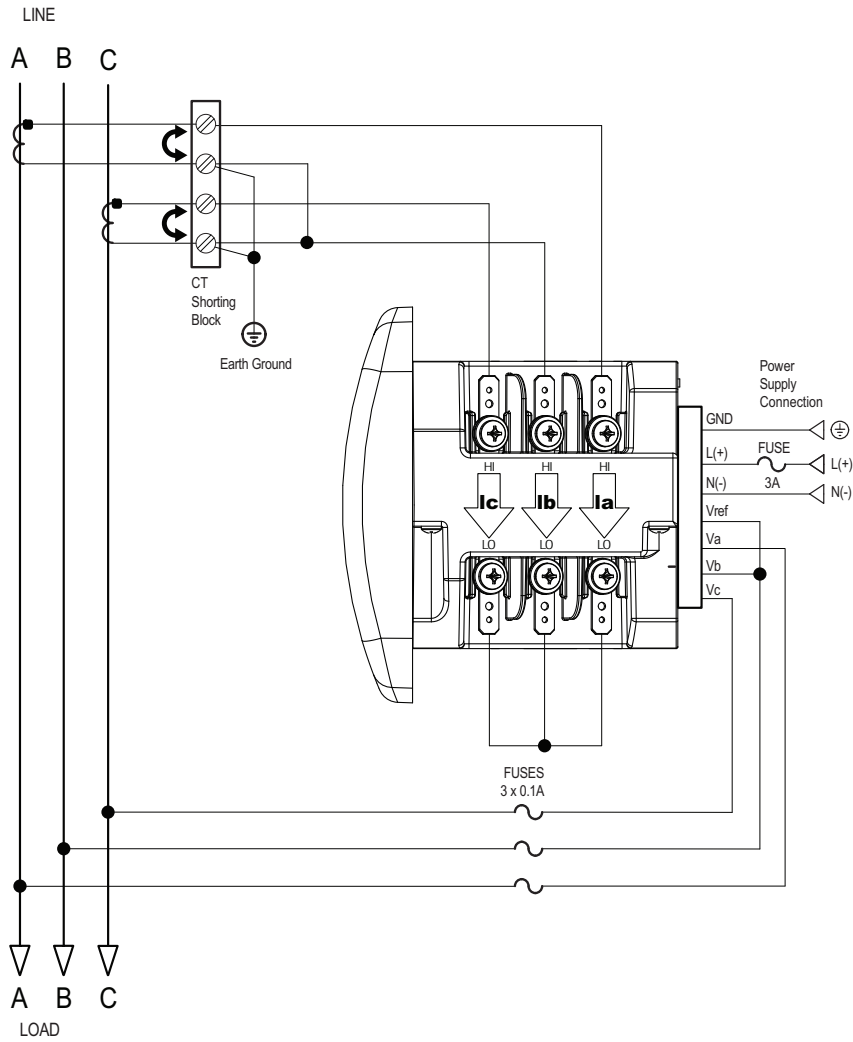 LINE
A B C
CT
Shorting
Block
Earth Ground
Power
Supply
Connection
GND
L(+) FUSE L(+)
N(-) 3A N(-)
Vref
Va
Vb
Vc
HI HI HI
Ic Ib Ia
LO LO LO
FUSES
3 x 0.1A
A B C
LOAD